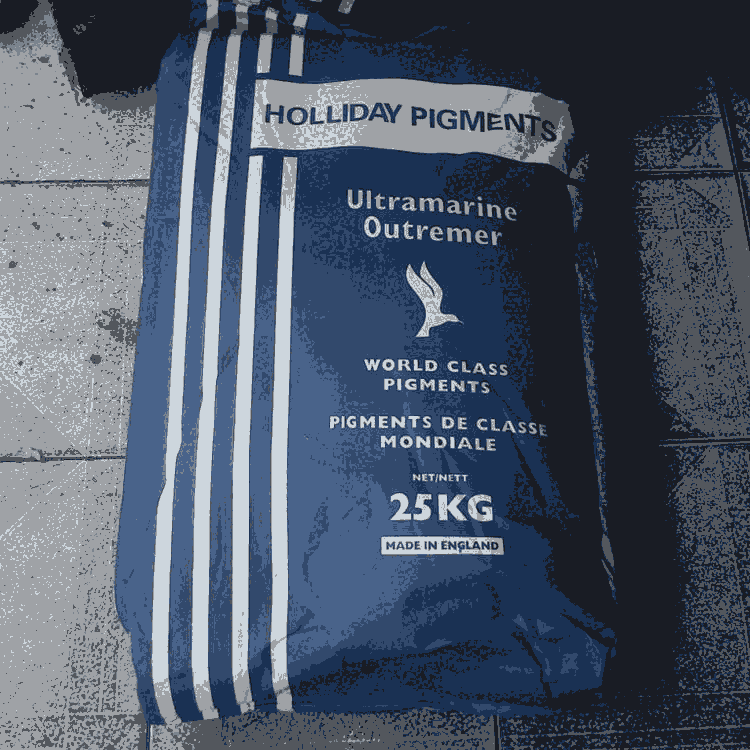 HOLLIDAY PIGMENTS
Ultramarine
Outremer
WORLD CLASS
PIGMENTS
PIGMENTS DE CLASSE
MONDIALE
NET/NETT
25KG
MADE IN ENGLAND